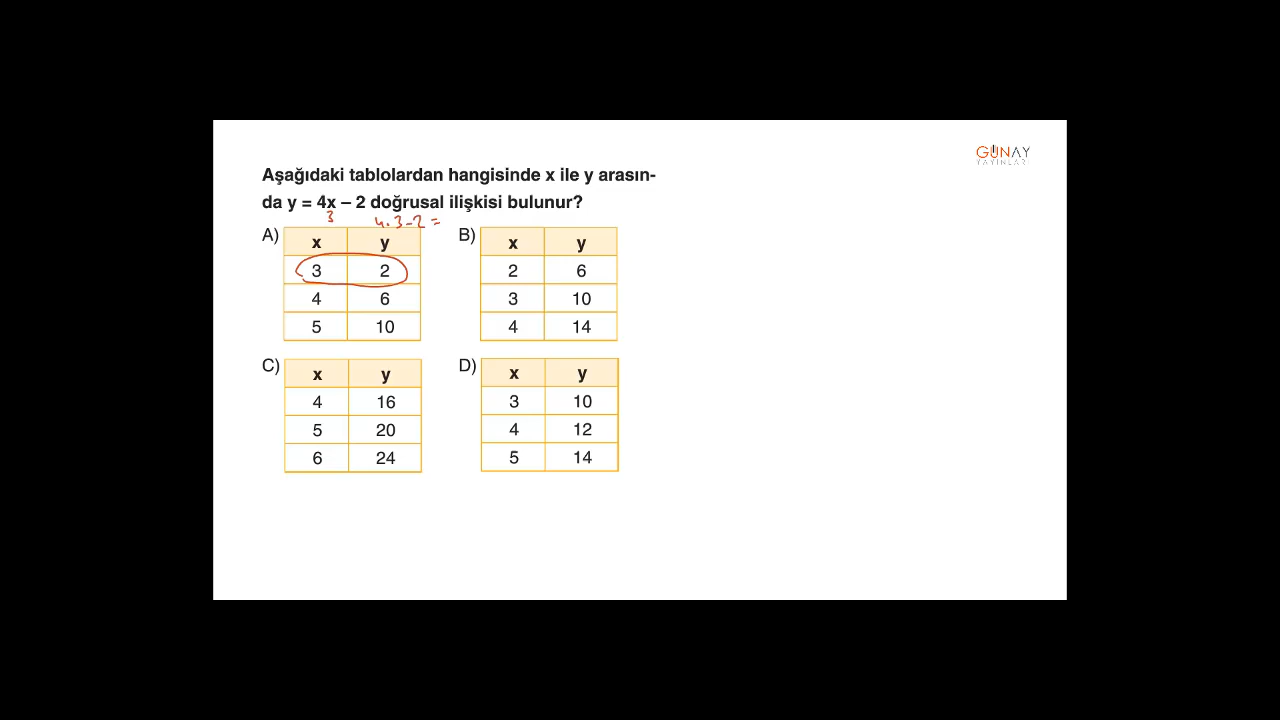 GÜNAY
YAYINLARI
Aşağıdaki tablolardan hangisinde x ile y arasın-
da y = 4x – 2 doğrusal ilişkisi bulunur?
3
4.3-2=
A)
x y
3 2
4 6
5 10
B)
x y
2 6
3 10
4 14
C)
x y
4 16
5 20
6 24
D)
x y
3 10
4 12
5 14